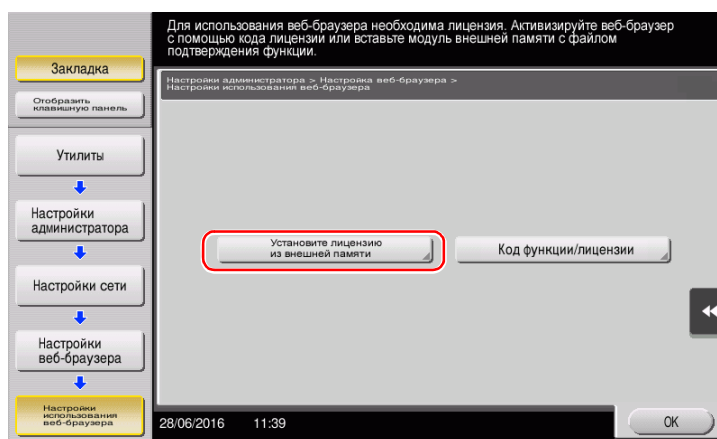 Для использования веб-браузера необходима лицензия. Активизируйте веб-браузер
с помощью кода лицензии или вставьте модуль внешней памяти с файлом
подтверждения функции.
Закладка
Отобразить
клавишную панель
Утилиты
Настройки
администратора
Настройки сети
Настройки
веб-браузера
Настройки
использования
веб-браузера
Настройки администратора > Настройка веб-браузера >
Настройки использования веб-браузера
Установите лицензию
из внешней памяти
Код функции/лицензии
28/06/2016 11:39
OK